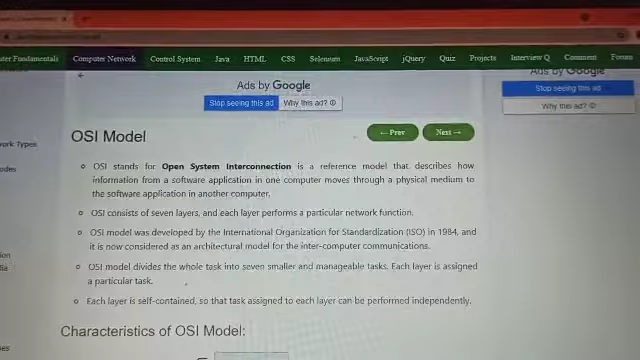 Computer Network Control System Java HTML CSS Selenium JavaScript jQuery Quiz Projects Interview Q Comment Forum
Ads by Google
Stop seeing this ad Why this ad?
Ads by Google
Stop seeing this ad
Why this ad?
OSI Model
← Prev Next →
OSI stands for Open System Interconnection is a reference model that describes how
information from a software application in one computer moves through a physical medium to
the software application in another computer.
OSI consists of seven layers, and each layer performs a particular network function.
OSI model was developed by the International Organization for Standardization (ISO) in 1984, and
it is now considered as an architectural model for the inter-computer communications.
OSI model divides the whole task into seven smaller and manageable tasks. Each layer is assigned
a particular task.
Each layer is self-contained, so that task assigned to each layer can be performed independently.
Characteristics of OSI Model: